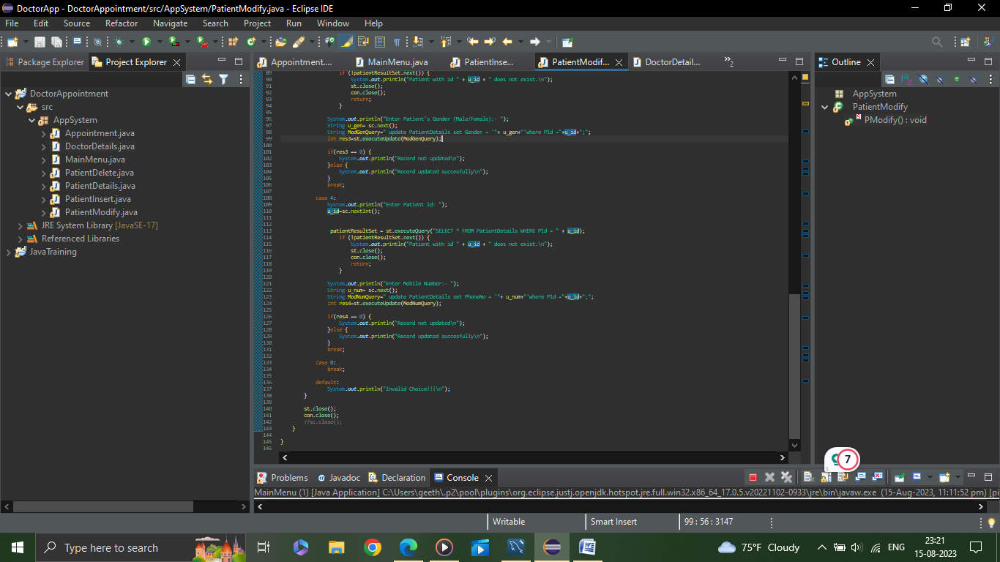 DoctorApp - DoctorAppointment/src/AppSystem/PatientModify.java - Eclipse IDE
File Edit Source Refactor Navigate Search Project Run Window Help
Package Explorer Project Explorer
Appointment.... MainMenu.java PatientInse... PatientModif... DoctorDetail... »2
Outline
DoctorAppointment
src
AppSystem
Appointment.java
DoctorDetails.java
MainMenu.java
PatientDelete.java
PatientDetails.java
PatientInsert.java
PatientModify.java
JRE System Library [JavaSE-17]
Referenced Libraries
JavaTraining
89 if (!patientResultSet.next()) {
90 System.out.println("Patient with id " + u_id + " does not exist.\n");
91 st.close();
92 con.close();
93 return;
94 }
95
96 System.out.println("Enter Patient's Gender (Male/Female):- ");
97 String u_gen= sc.next();
98 String ModGenQuery=" update PatientDetails set Gender = '"+ u_gen+"'where PId ="+u_id+";";
99 int res3=st.executeUpdate(ModGenQuery);
100
101 if(res3 == 0) {
102 System.out.println("Record not updated\n");
103 }else {
104 System.out.println("Record updated succesfully\n");
105 }
106 break;
107
108 case 4:
109 System.out.println("Enter Patient Id: ");
110 u_id=sc.nextInt();
111
112
113 patientResultSet = st.executeQuery("SELECT * FROM PatientDetails WHERE PId = " + u_id);
114 if (!patientResultSet.next()) {
115 System.out.println("Patient with id " + u_id + " does not exist.\n");
116 st.close();
117 con.close();
118 return;
119 }
120
121 System.out.println("Enter Mobile Number:- ");
122 String u_num= sc.next();
123 String ModNumQuery=" update PatientDetails set PhoneNo = '"+ u_num+"'where PId ="+u_id+";";
124 int res4=st.executeUpdate(ModNumQuery);
125
126 if(res4 == 0) {
127 System.out.println("Record not updated\n");
128 }else {
129 System.out.println("Record updated succesfully\n");
130 }
131 break;
132
133 case 0:
134 break;
135
136 default:
137 System.out.println("Invalid Choice!!!\n");
138 }
139
140 st.close();
141 con.close();
142 //sc.close();
143 }
144
145 }
146
AppSystem
PatientModify
PModify() : void
7
Problems Javadoc Declaration Console
MainMenu (1) [Java Application] C:\Users\geeth\.p2\pool\plugins\org.eclipse.justj.openjdk.hotspot.jre.full.win32.x86_64_17.0.5.v20221102-0933\jre\bin\javaw.exe (15-Aug-2023, 11:11:52 pm) [pi
Writable Smart Insert 99 : 56 : 3147
Type here to search
75°F Cloudy ENG 23:21
15-08-2023